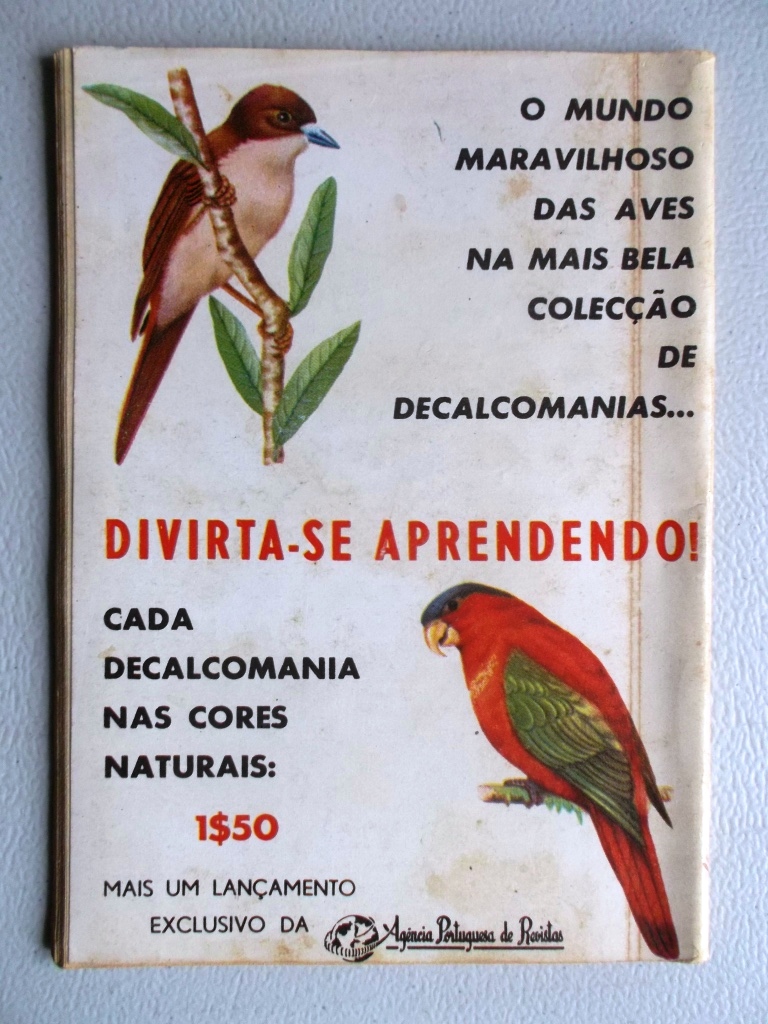 O MUNDO
MARAVILHOSO
DAS AVES
NA MAIS BELA
COLECÇÃO
DE
DECALCOMANIAS...
DIVIRTA-SE APRENDENDO!
CADA
DECALCOMANIA
NAS CORES
NATURAIS:
1$50
MAIS UM LANÇAMENTO
EXCLUSIVO DA Agência Portuguesa de Revistas